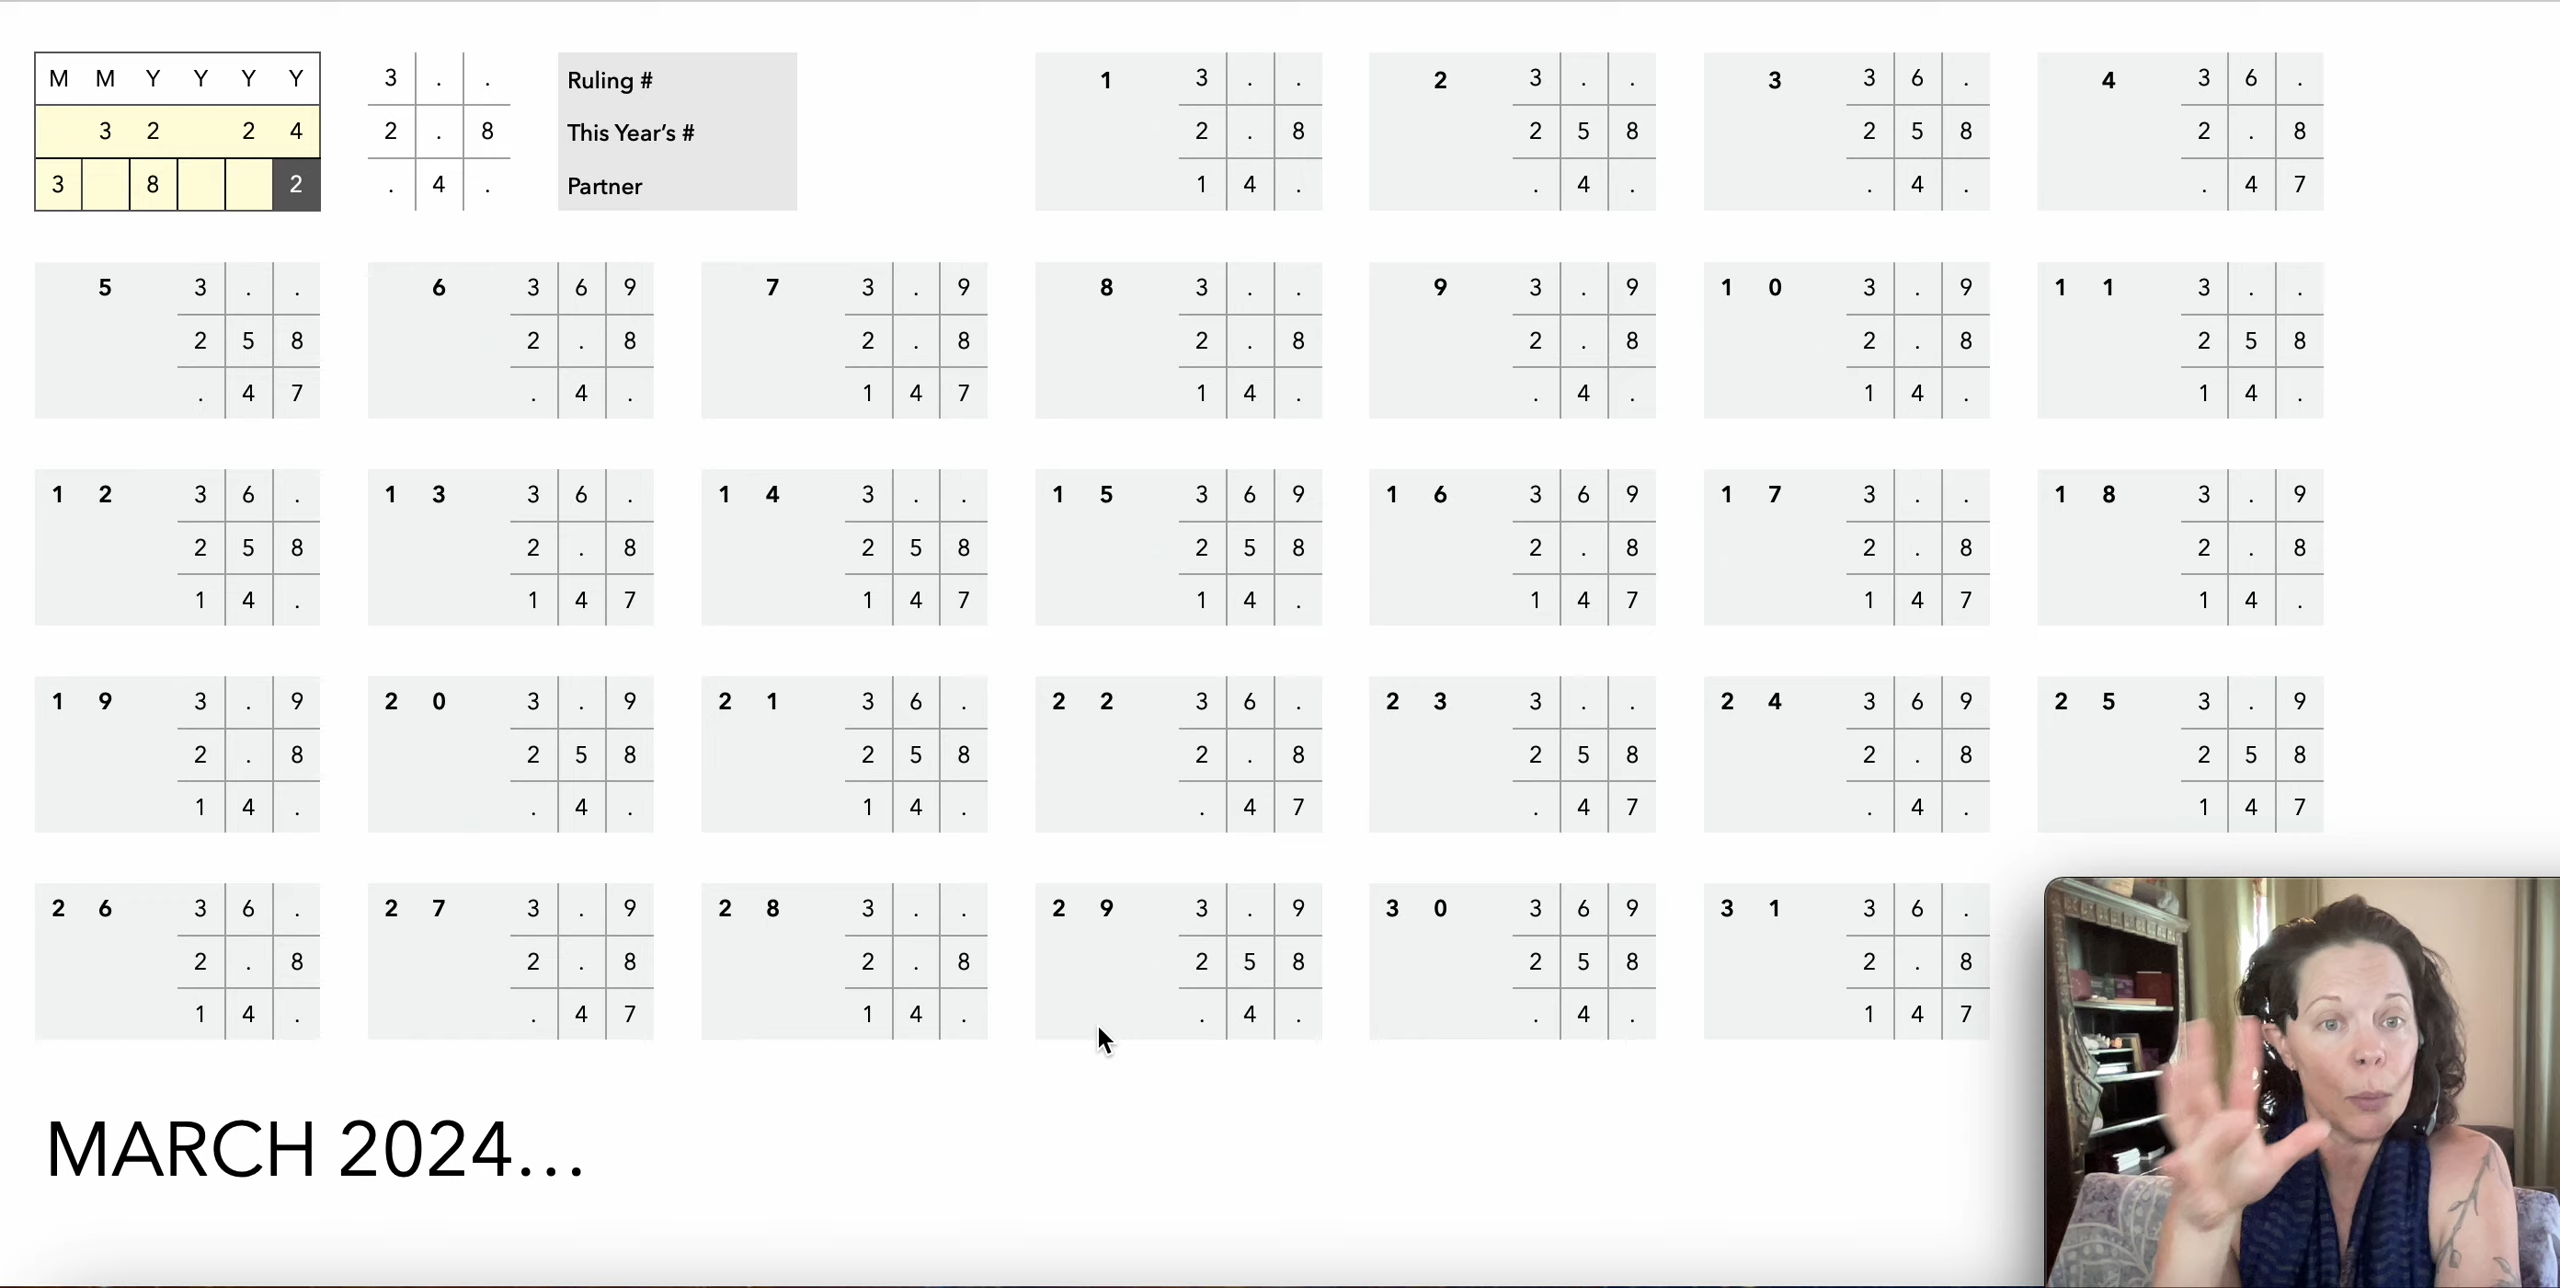 M M Y Y Y Y
3 2 2 4
3 8 2
3 . .
2 . 8
. 4 .
Ruling #
This Year's #
Partner
1 3 . .
2 . 8
1 4 .
2 3 . .
2 5 8
. 4 .
3 3 6 .
2 5 8
. 4 .
4 3 6 .
2 . 8
. 4 7
5 3 . .
2 5 8
. 4 7
6 3 6 9
2 . 8
. 4 .
7 3 . 9
2 . 8
1 4 7
8 3 . .
2 . 8
1 4 .
9 3 . 9
2 . 8
. 4 .
1 0 3 . 9
2 . 8
1 4 .
1 1 3 . .
2 5 8
1 4 .
1 2 3 6 .
2 5 8
1 4 .
1 3 3 6 .
2 . 8
1 4 7
1 4 3 . .
2 5 8
1 4 7
1 5 3 6 9
2 5 8
1 4 .
1 6 3 6 9
2 . 8
1 4 7
1 7 3 . .
2 . 8
1 4 7
1 8 3 . 9
2 . 8
1 4 .
1 9 3 . 9
2 . 8
1 4 .
2 0 3 . 9
2 5 8
. 4 .
2 1 3 6 .
2 5 8
1 4 .
2 2 3 6 .
2 . 8
. 4 7
2 3 3 . .
2 5 8
. 4 7
2 4 3 6 9
2 . 8
. 4 .
2 5 3 . 9
2 5 8
1 4 7
2 6 3 6 .
2 . 8
1 4 .
2 7 3 . 9
2 . 8
. 4 7
2 8 3 . .
2 . 8
1 4 .
2 9 3 . 9
2 5 8
. 4 .
3 0 3 6 9
2 5 8
. 4 .
3 1 3 6 .
2 . 8
1 4 7
MARCH 2024...